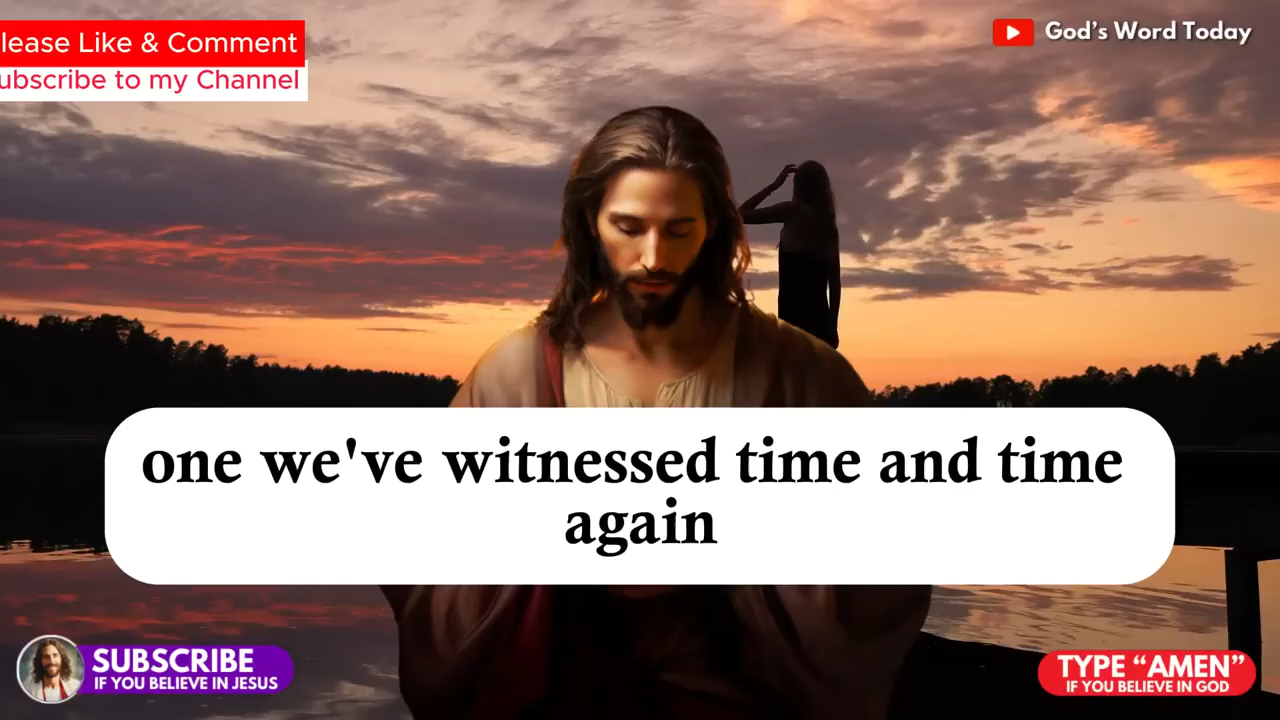 lease Like & Comment
ubscribe to my Channel
God's Word Today
one we've witnessed time and time
again
SUBSCRIBE
IF YOU BELIEVE IN JESUS
TYPE “AMEN”
IF YOU BELIEVE IN GOD